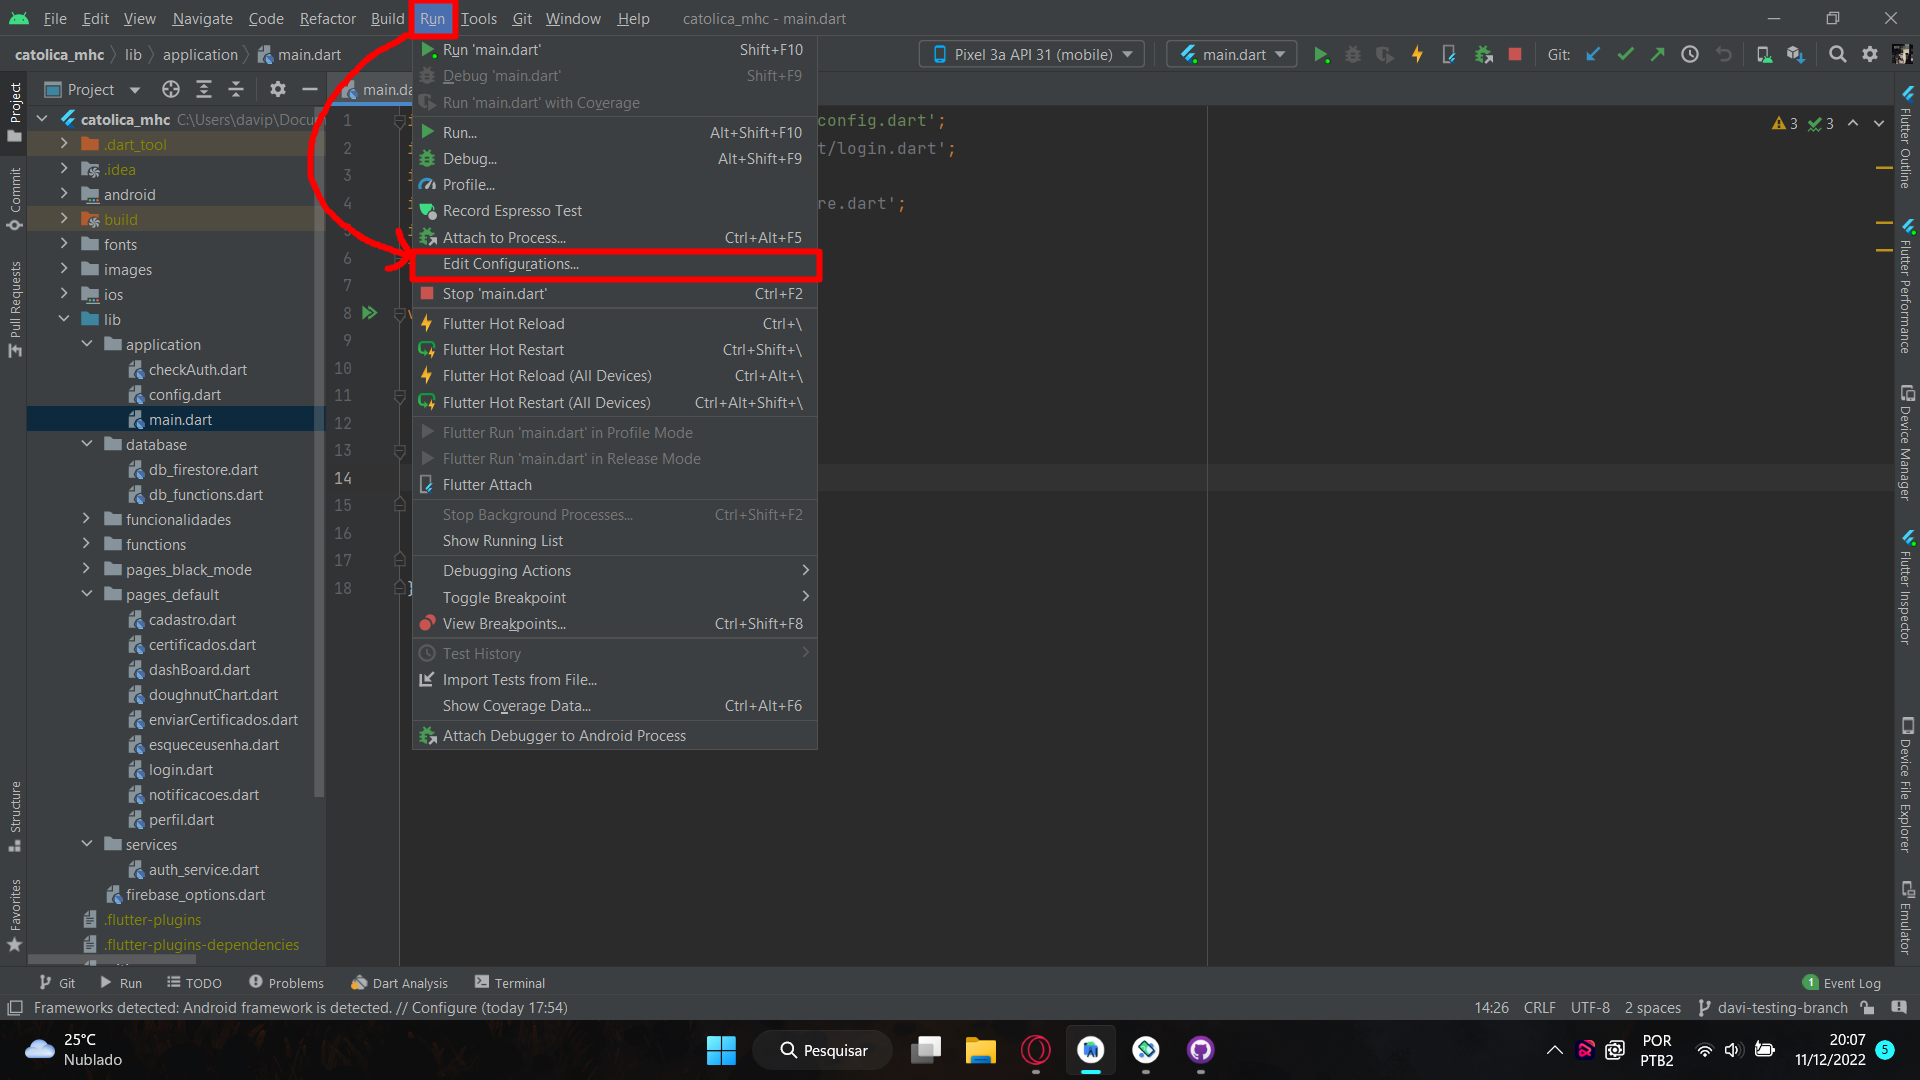 File Edit View Navigate Code Refactor Build Run Tools Git Window Help catolica_mhc - main.dart
catolica_mhc lib application main.dart
Pixel 3a API 31 (mobile) main.dart Git:
Project
main.da
Run 'main.dart' Shift+F10
Debug 'main.dart' Shift+F9
Run 'main.dart' with Coverage
Run... Alt+Shift+F10
Debug... Alt+Shift+F9
Profile...
Record Espresso Test
Attach to Process... Ctrl+Alt+F5
Edit Configurations...
Stop 'main.dart' Ctrl+F2
Flutter Hot Reload Ctrl+\
Flutter Hot Restart Ctrl+Shift+\
Flutter Hot Reload (All Devices) Ctrl+Alt+\
Flutter Hot Restart (All Devices) Ctrl+Alt+Shift+\
Flutter Run 'main.dart' in Profile Mode
Flutter Run 'main.dart' in Release Mode
Flutter Attach
Stop Background Processes... Ctrl+Shift+F2
Show Running List
Debugging Actions
Toggle Breakpoint
View Breakpoints... Ctrl+Shift+F8
Test History
Import Tests from File...
Show Coverage Data... Ctrl+Alt+F6
Attach Debugger to Android Process
Project
Commit
Pull Requests
Structure
Favorites
catolica_mhc C:\Users\davip\Docum
.dart_tool
.idea
android
build
fonts
images
ios
lib
application
checkAuth.dart
config.dart
main.dart
database
db_firestore.dart
db_functions.dart
funcionalidades
functions
pages_black_mode
pages_default
cadastro.dart
certificados.dart
dashBoard.dart
doughnutChart.dart
enviarCertificados.dart
esqueceusenha.dart
login.dart
notificacoes.dart
perfil.dart
services
auth_service.dart
firebase_options.dart
.flutter-plugins
.flutter-plugins-dependencies
1 config.dart';
2 t/login.dart';
3
4 re.dart';
5
6
7
8
9
10
11
12
13
14
15
16
17
18 }
3 3
Flutter Outline
Flutter Performance
Device Manager
Flutter Inspector
Device File Explorer
Emulator
Git Run TODO Problems Dart Analysis Terminal 1 Event Log
Frameworks detected: Android framework is detected. // Configure (today 17:54) 14:26 CRLF UTF-8 2 spaces davi-testing-branch
25°C
Nublado
Pesquisar
POR
PTB2
20:07
11/12/2022
5